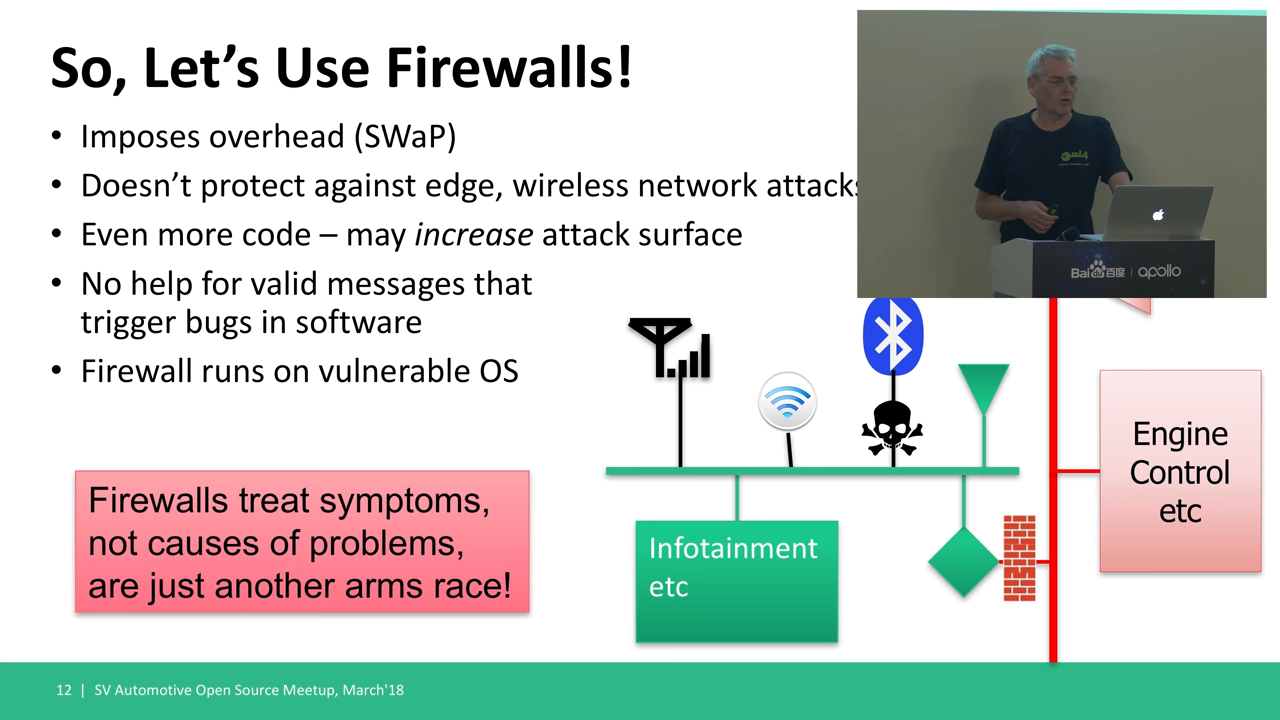 So, Let’s Use Firewalls!
• Imposes overhead (SWaP)
• Doesn’t protect against edge, wireless network attacks
• Even more code – may increase attack surface
• No help for valid messages that
trigger bugs in software
• Firewall runs on vulnerable OS
seL4
Bai du 百度 | apollo
Engine
Control
etc
Firewalls treat symptoms,
not causes of problems,
are just another arms race!
Infotainment
etc
12 | SV Automotive Open Source Meetup, March'18